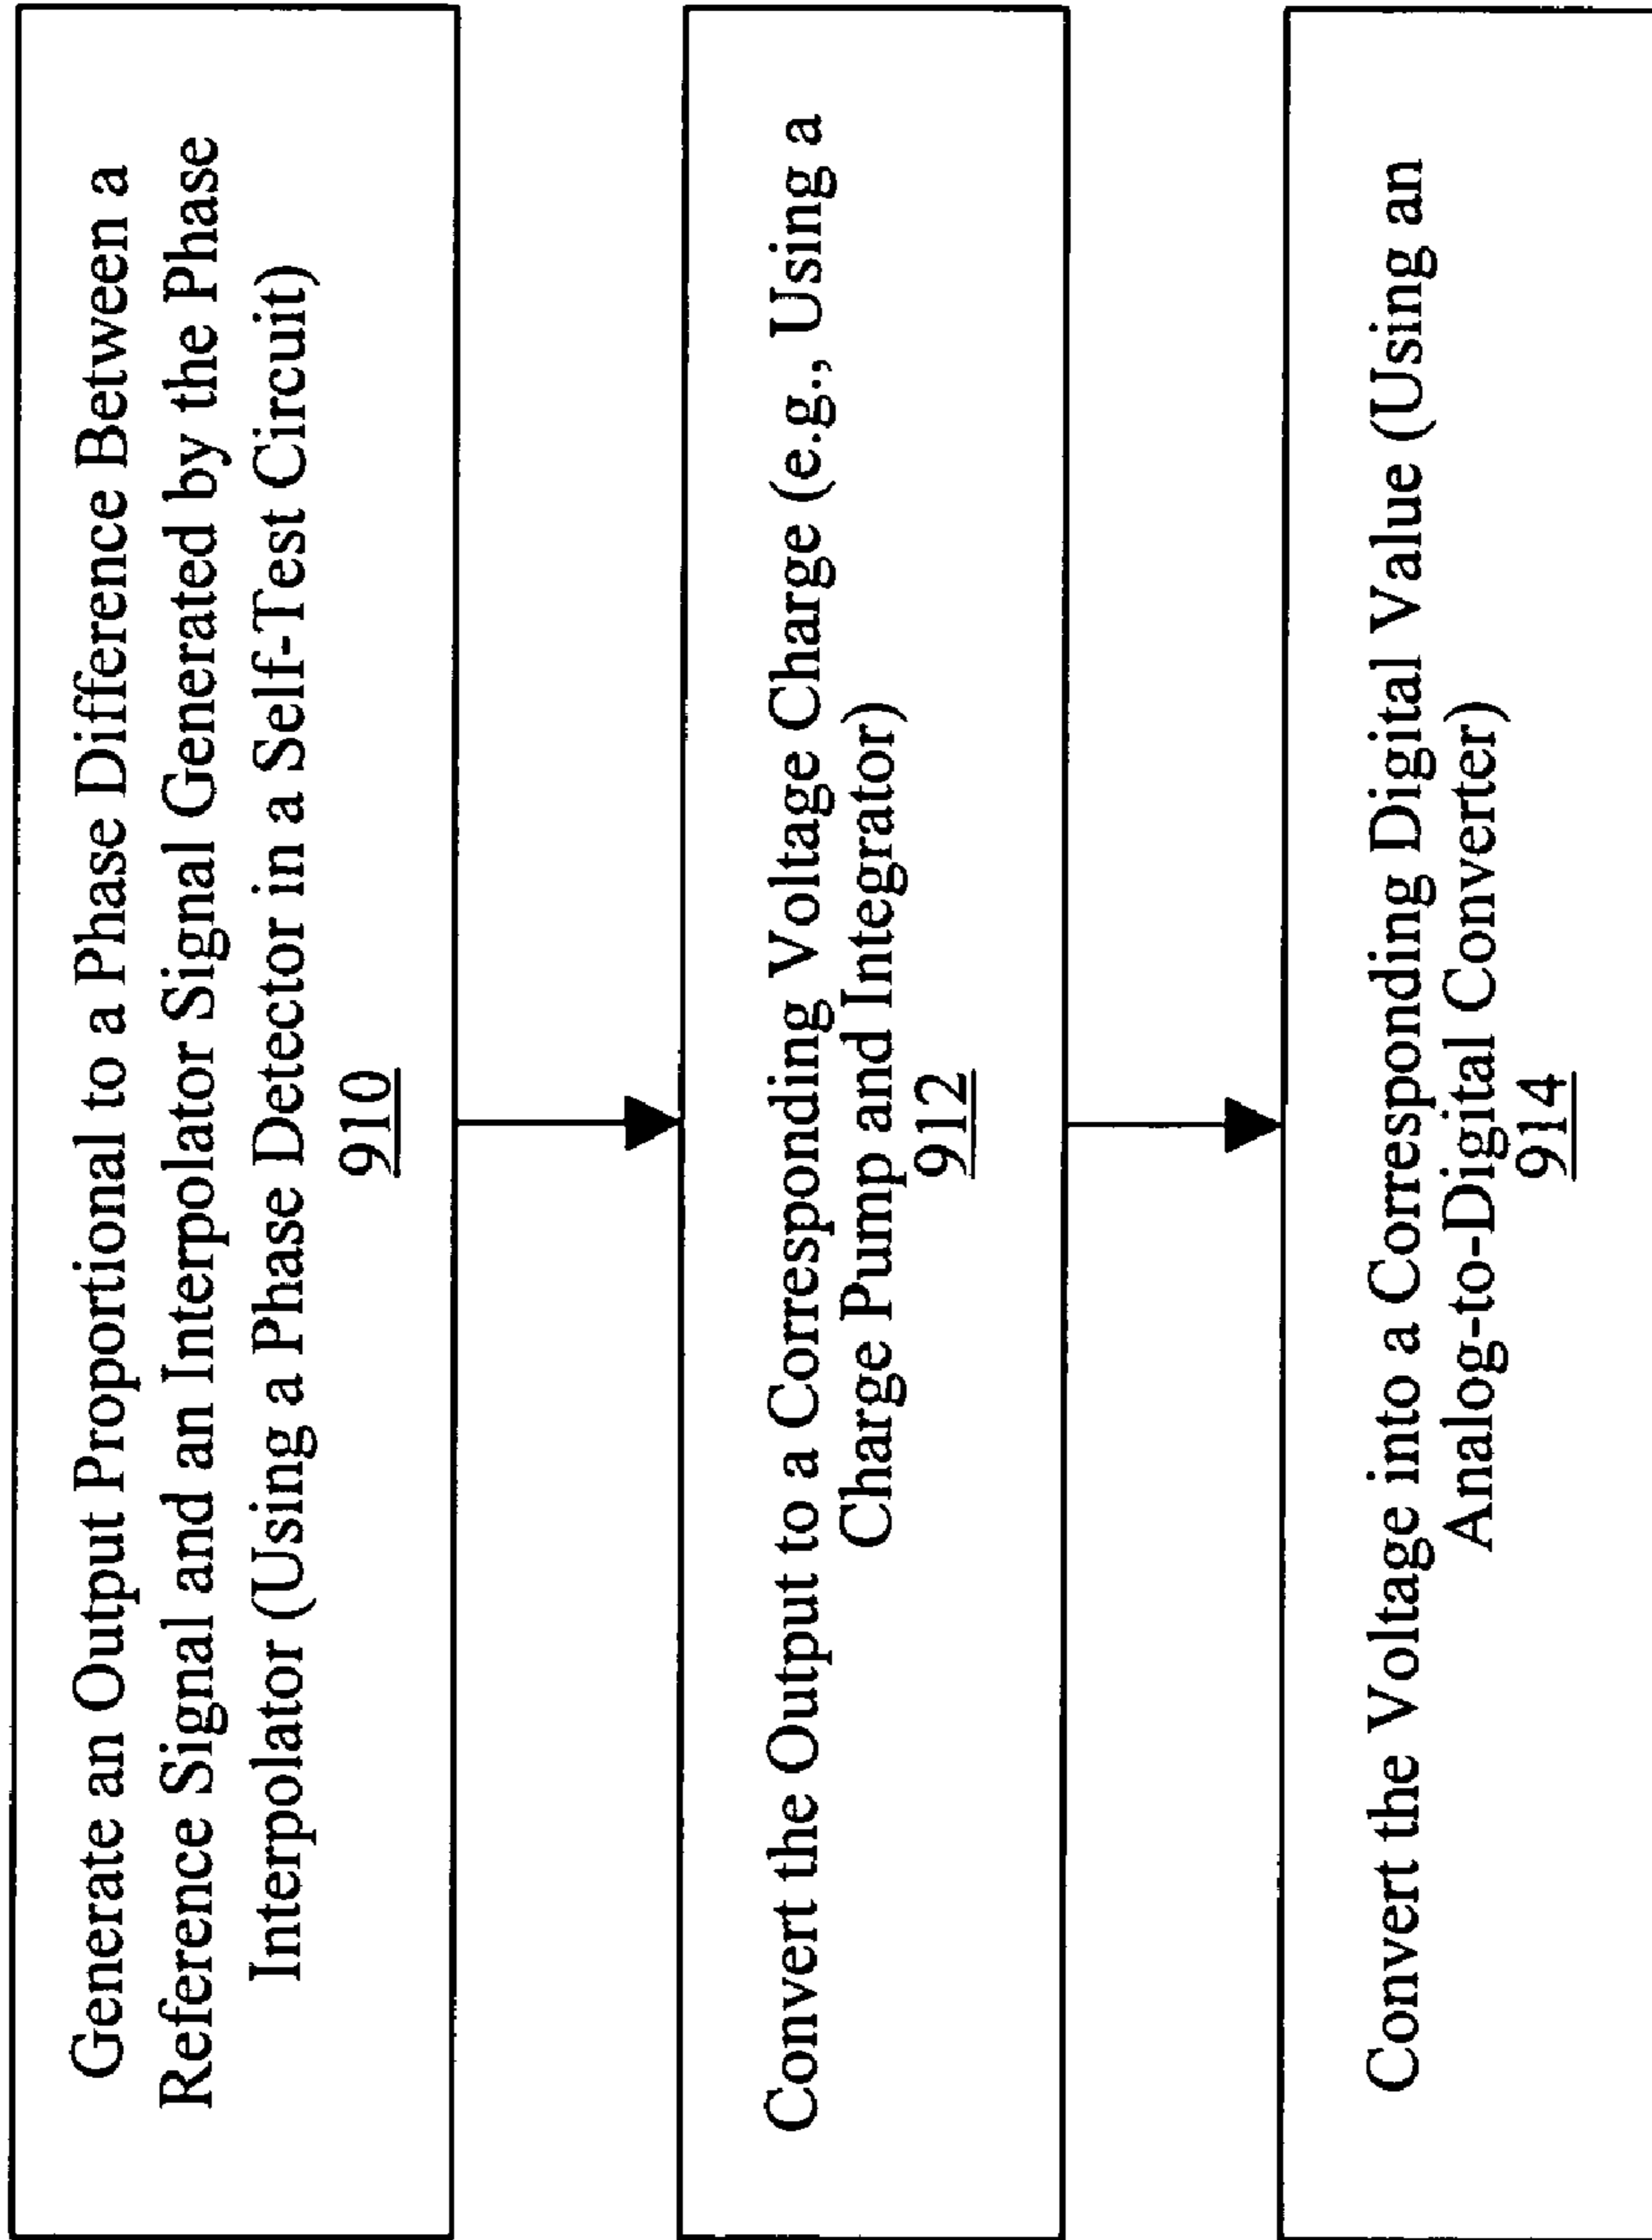 Generate an Output Proportional to a Phase Difference Between a
Reference Signal and an Interpolator Signal Generated by the Phase
Interpolator (Using a Phase Detector in a Self-Test Circuit)
910
Convert the Output to a Corresponding Voltage Charge (e.g., Using a
Charge Pump and Integrator)
912
Convert the Voltage into a Corresponding Digital Value (Using an
Analog-to-Digital Converter)
914